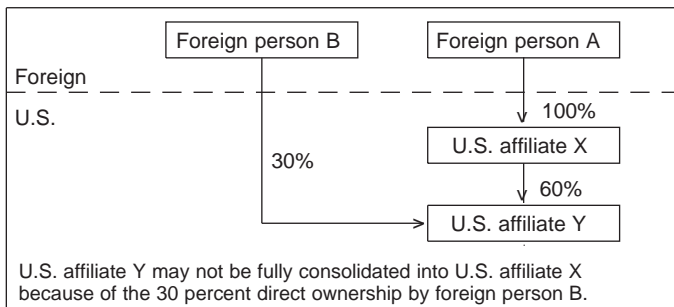 Foreign person B
Foreign person A
Foreign
U.S.
100%
U.S. affiliate X
30%
60%
U.S. affiliate Y
U.S. affiliate Y may not be fully consolidated into U.S. affiliate X
because of the 30 percent direct ownership by foreign person B.